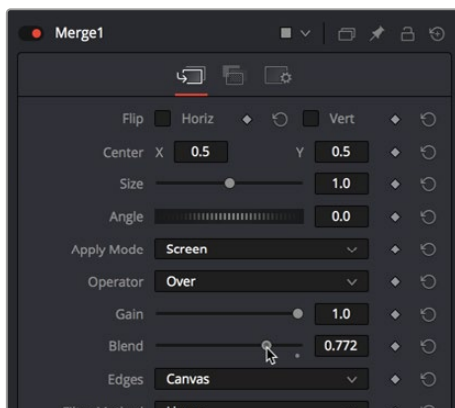 Merge1
Flip Horiz Vert
Center X 0.5 Y 0.5
Size 1.0
Angle 0.0
Apply Mode Screen
Operator Over
Gain 1.0
Blend 0.772
Edges Canvas